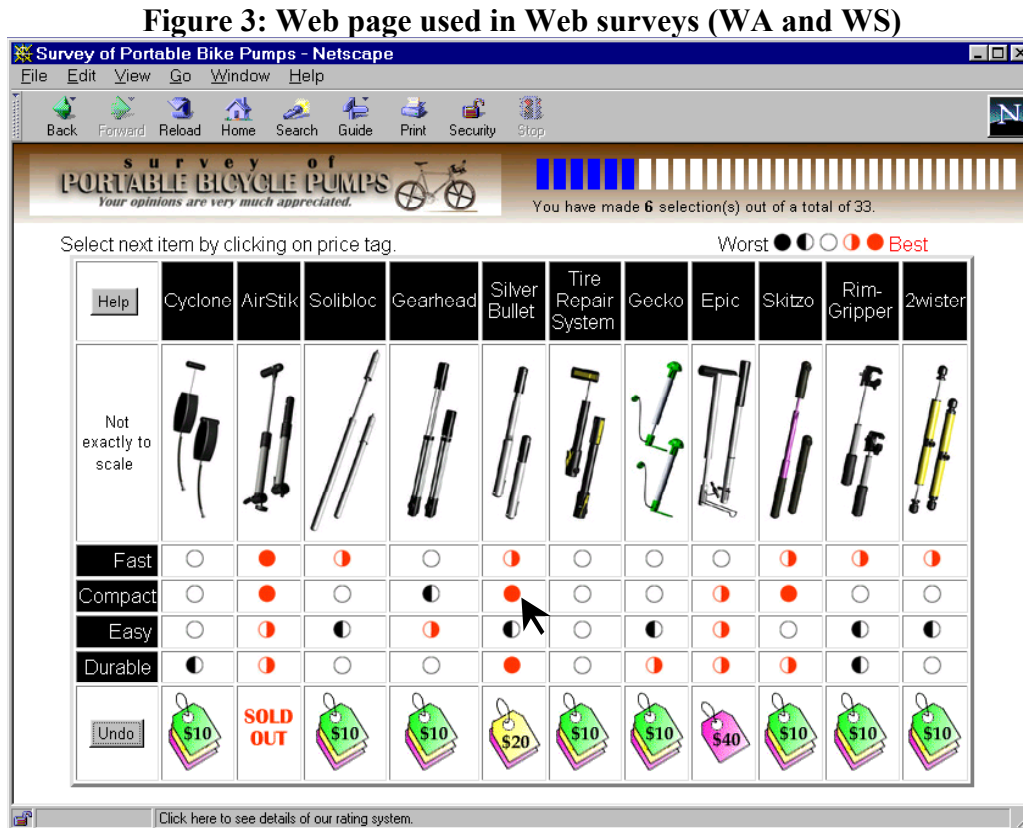 Figure 3: Web page used in Web surveys (WA and WS)
Survey of Portable Bike Pumps - Netscape
File Edit View Go Window Help
Back Forward Reload Home Search Guide Print Security Stop
N
survey of
PORTABLE BICYCLE PUMPS
Your opinions are very much appreciated.
You have made 6 selection(s) out of a total of 33.
Select next item by clicking on price tag.
Worst Best
Help Cyclone AirStik Solibloc Gearhead Silver Bullet Tire Repair System Gecko Epic Skitzo Rim-Gripper 2wister
Not
exactly to
scale
Fast
Compact
Easy
Durable
Undo $10 SOLD OUT $10 $10 $20 $10 $10 $40 $10 $10 $10
Click here to see details of our rating system.